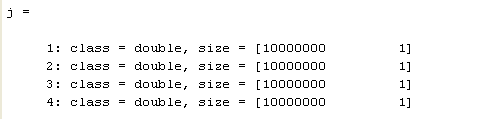 j =
1: class = double, size = [10000000 1]
2: class = double, size = [10000000 1]
3: class = double, size = [10000000 1]
4: class = double, size = [10000000 1]